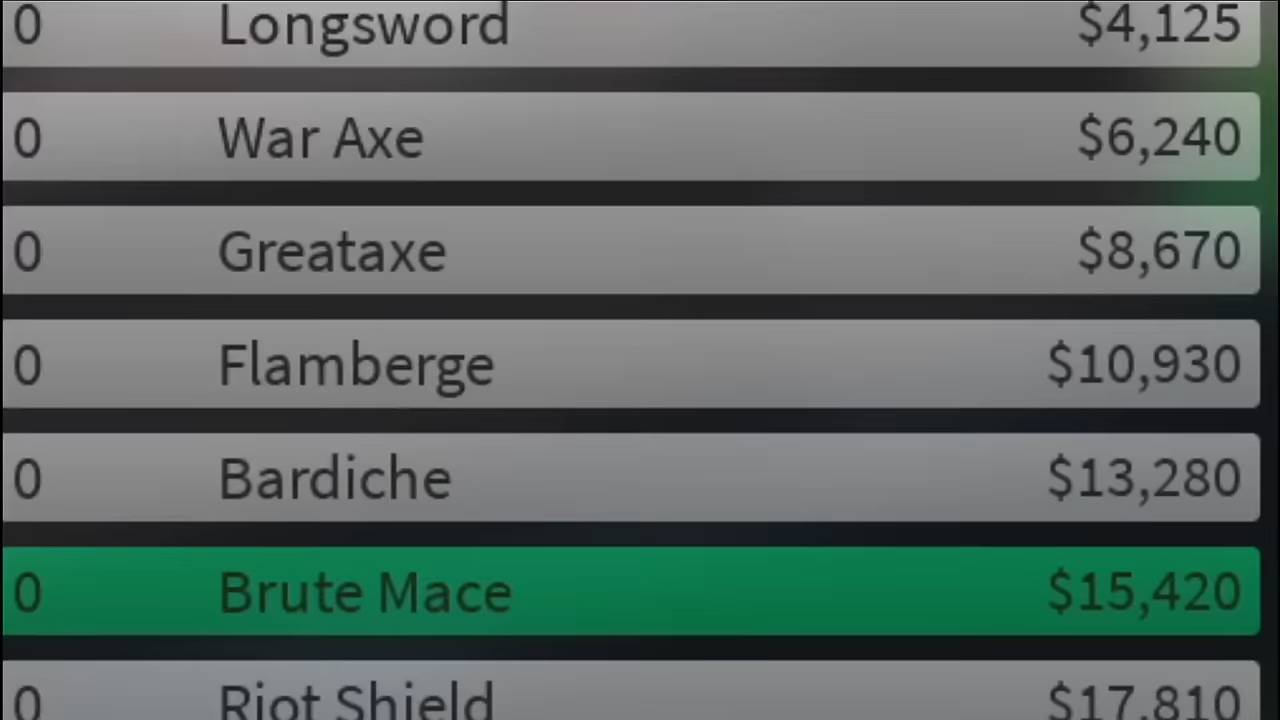 0 Longsword $4,125
0 War Axe $6,240
0 Greataxe $8,670
0 Flamberge $10,930
0 Bardiche $13,280
0 Brute Mace $15,420
0 Riot Shield $17,810